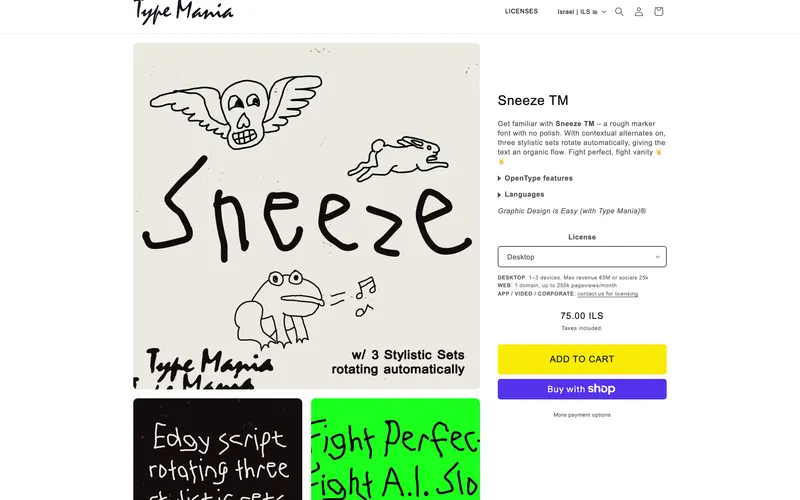 Type Mania
LICENSES
Israel | ILS ₪
Sneeze
w/ 3 Stylistic Sets
rotating automatically
Type Mania
Type Mania
Edgy script
rotating three
stylistic sets
Fight Perfec
Fight A.I. Slo
Sneeze TM
Get familiar with Sneeze TM – a rough marker
font with no polish. With contextual alternates on,
three stylistic sets rotate automatically, giving the
text an organic flow. Fight perfect, fight vanity 🤘
🤘
OpenType features
Languages
Graphic Design is Easy (with Type Mania)®
License
Desktop
DESKTOP: 1–3 devices. Max revenue €5M or socials 25k
WEB: 1 domain, up to 250k pageviews/month
APP / VIDEO / CORPORATE: contact us for licensing
75.00 ILS
Taxes included.
ADD TO CART
Buy with shop
More payment options